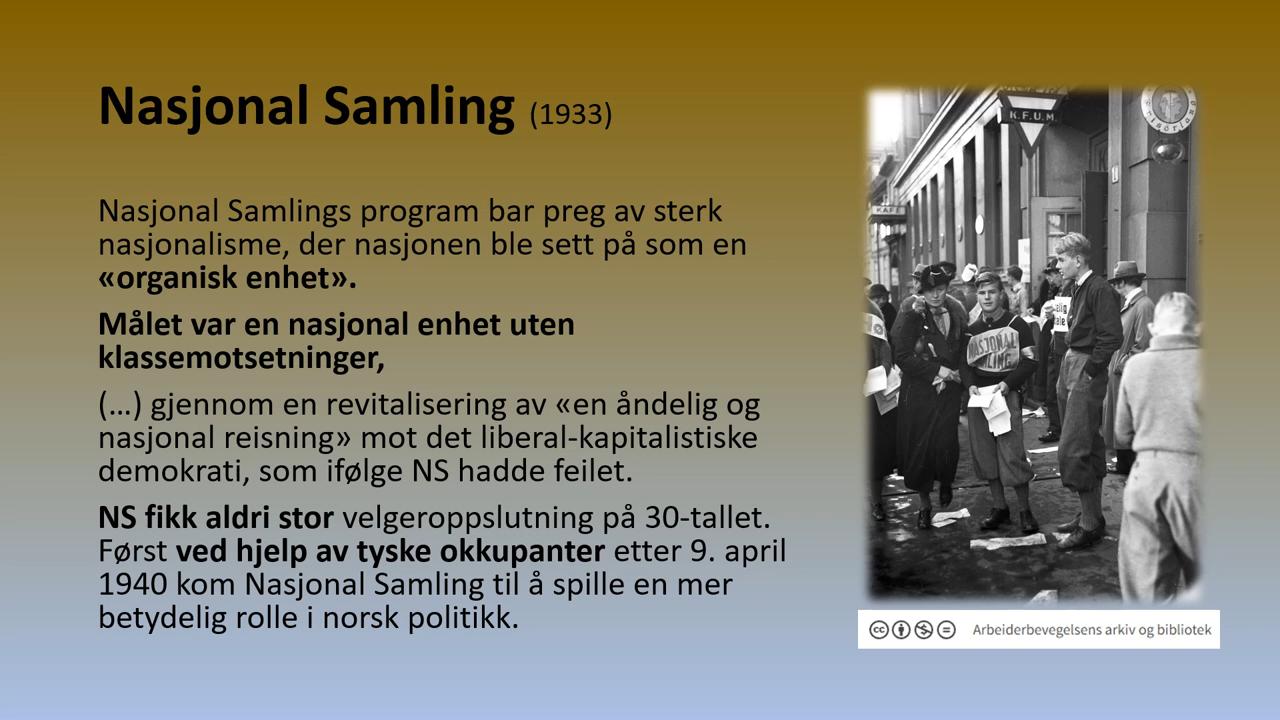 Nasjonal Samling (1933)
Nasjonal Samlings program bar preg av sterk
nasjonalisme, der nasjonen ble sett på som en
«organisk enhet».
Målet var en nasjonal enhet uten
klassemotsetninger,
(…) gjennom en revitalisering av «en åndelig og
nasjonal reisning» mot det liberal-kapitalistiske
demokrati, som ifølge NS hadde feilet.
NS fikk aldri stor velgeroppslutning på 30-tallet.
Først ved hjelp av tyske okkupanter etter 9. april
1940 kom Nasjonal Samling til å spille en mer
betydelig rolle i norsk politikk.
K.F.U.M.
KAFE
NASJONAL
LING
cc
Arbeiderbevegelsens arkiv og bibliotek